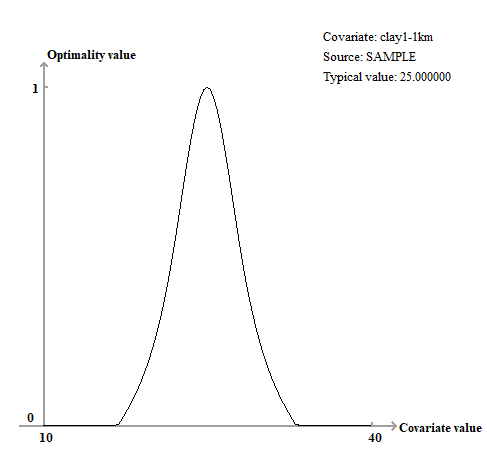 Covariate: clay1-1km
Source: SAMPLE
Typical value: 25.000000
Optimality value
1
0
10
40
Covariate value